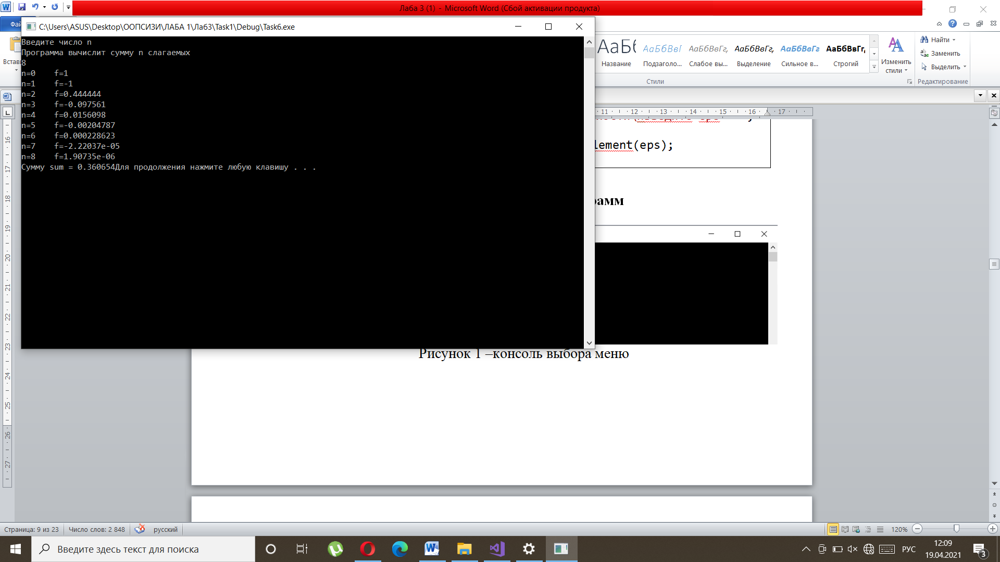 Лаба 3 (1) - Microsoft Word (Сбой активации продукта)
C:\Users\ASUS\Desktop\ООПСИЗИ\ЛАБА 1\Лаб3\Task1\Debug\Task6.exe
Введите число n
Программа вычислит сумму n слагаемых
8
n=0 f=1
n=1 f=-1
n=2 f=0.444444
n=3 f=-0.097561
n=4 f=0.0156098
n=5 f=-0.00204787
n=6 f=0.000228623
n=7 f=-2.22037e-05
n=8 f=1.90735e-06
Сумму sum = 0.360654Для продолжения нажмите любую клавишу . . .
АаБб АаБбВвГ АаБбВвГг, АаБбВвГг, АаБбВвГг АаБбВвГг,
Название Подзаголо... Слабое вы... Выделение Сильное в... Строгий
Изменить стили
Стили
Найти
Заменить
Выделить
Редактирование
11 12 13 14 15 16 17
lement(eps);
рамм
Рисунок 1 –консоль выбора меню
16
17
18
19
20
21
22
23
24
25
26
27
Страница: 9 из 23 Число слов: 2 848 русский 120%
Введите здесь текст для поиска
РУС
12:09
19.04.2021
3